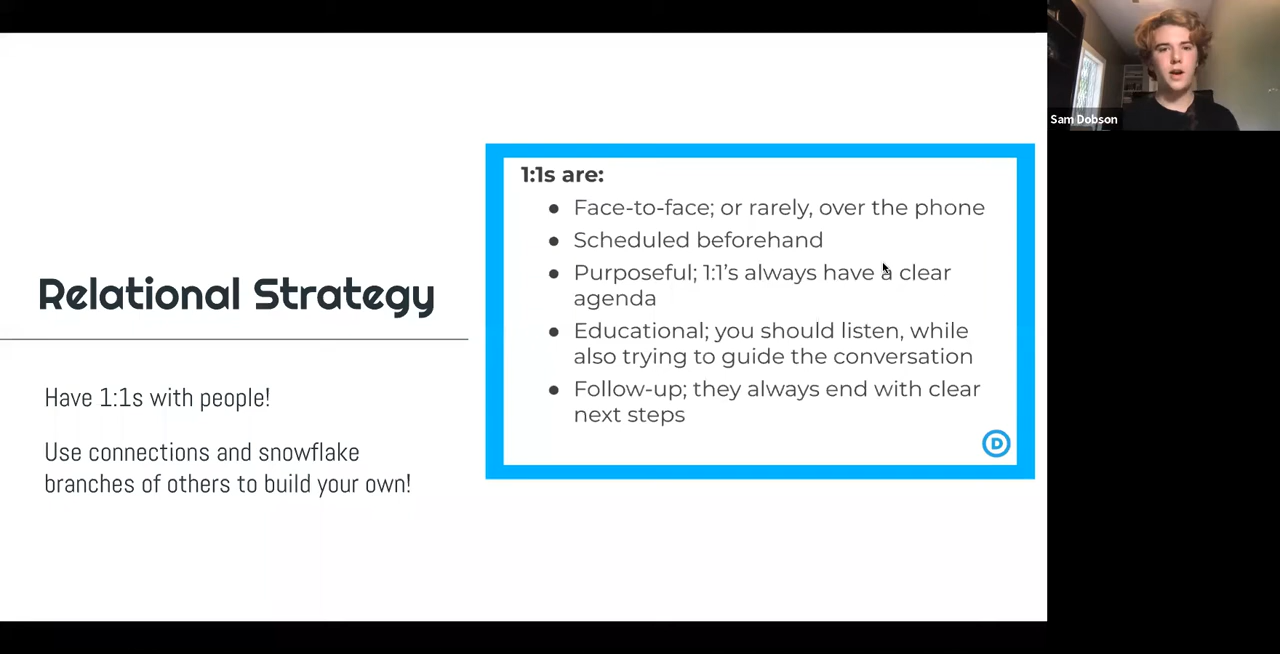 Sam Dobson
Relational Strategy
Have 1:1s with people!
Use connections and snowflake
branches of others to build your own!
1:1s are:
● Face-to-face; or rarely, over the phone
● Scheduled beforehand
● Purposeful; 1:1's always have a clear
agenda
● Educational; you should listen, while
also trying to guide the conversation
● Follow-up; they always end with clear
next steps
D